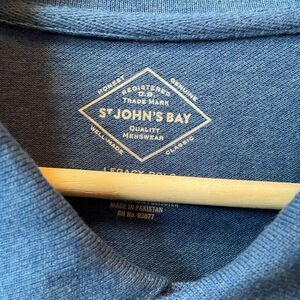 HONEST
GENUINE
REGISTERED
U.S.
TRADE MARK
ST JOHN'S BAY
QUALITY
MENSWEAR
WELL-MADE
CLASSIC
LEGACY POLO
MADE IN PAKISTAN
RN No. 93677